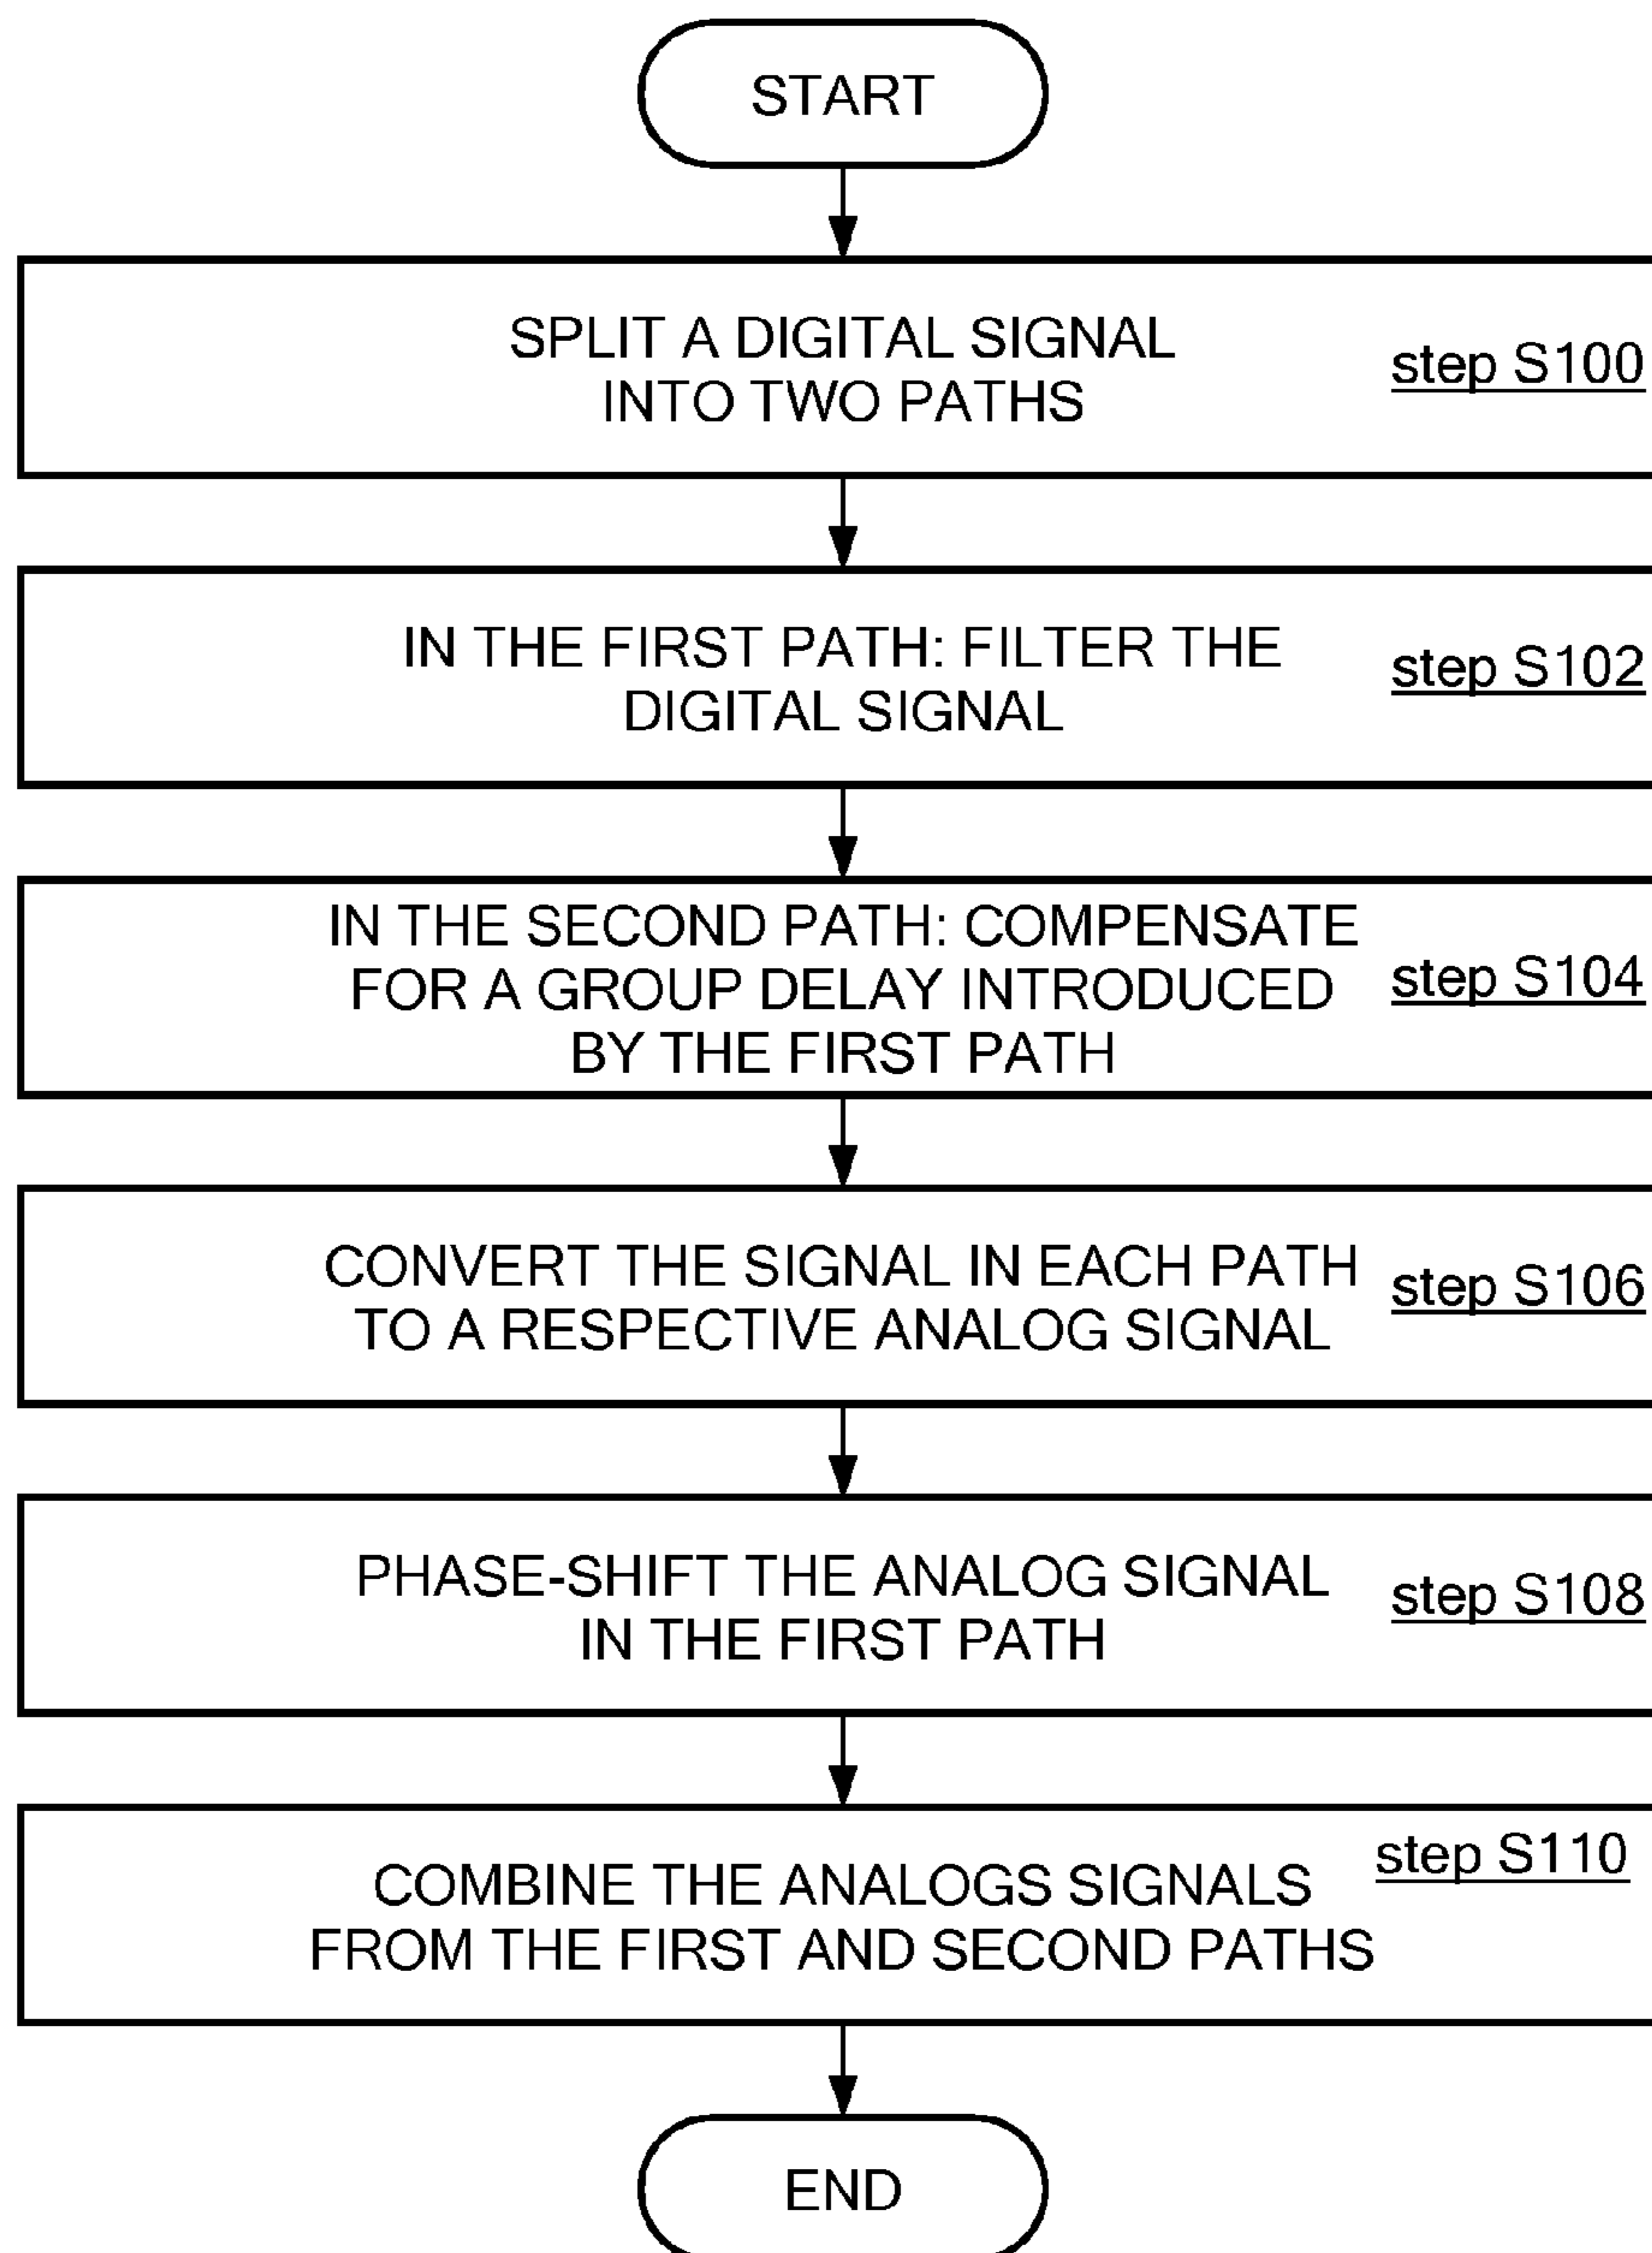 START
SPLIT A DIGITAL SIGNAL
INTO TWO PATHS
step S100
IN THE FIRST PATH: FILTER THE
DIGITAL SIGNAL
step S102
IN THE SECOND PATH: COMPENSATE
FOR A GROUP DELAY INTRODUCED
BY THE FIRST PATH
step S104
CONVERT THE SIGNAL IN EACH PATH
TO A RESPECTIVE ANALOG SIGNAL
step S106
PHASE-SHIFT THE ANALOG SIGNAL
IN THE FIRST PATH
step S108
COMBINE THE ANALOGS SIGNALS
FROM THE FIRST AND SECOND PATHS
step S110
END